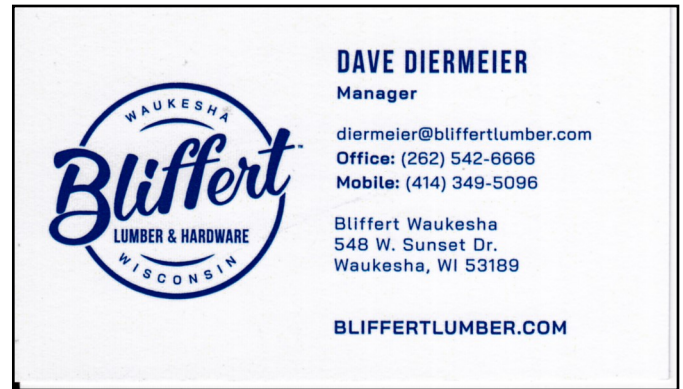 WAUKESHA
Bliffert™
LUMBER & HARDWARE
WISCONSIN
DAVE DIERMEIER
Manager
diermeier@bliffertlumber.com
Office: (262) 542-6666
Mobile: (414) 349-5096
Bliffert Waukesha
548 W. Sunset Dr.
Waukesha, WI 53189
BLIFFERTLUMBER.COM